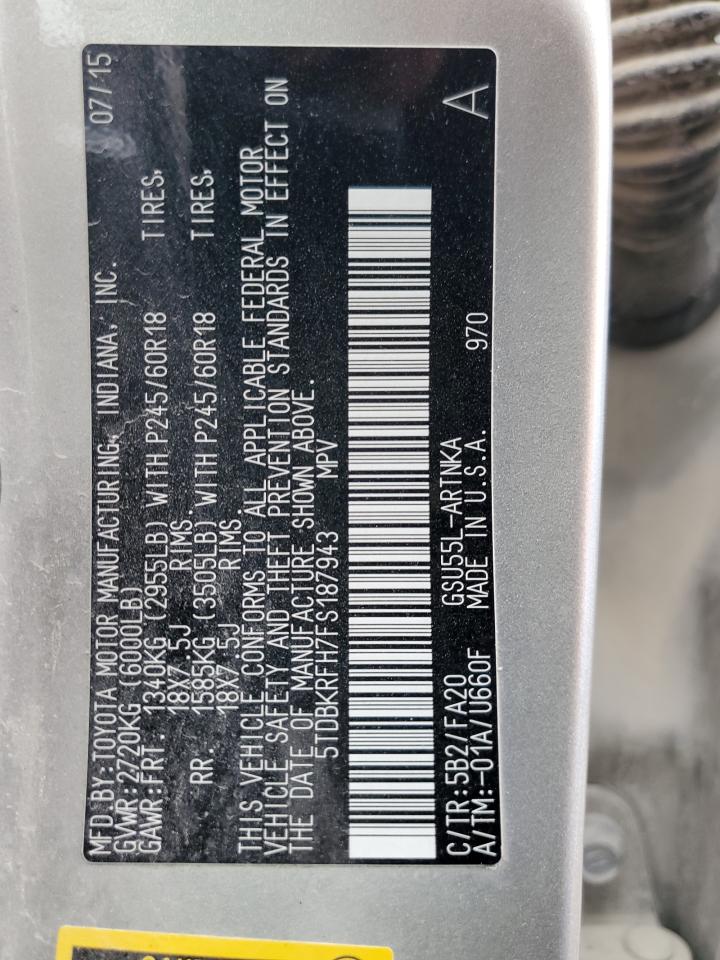 MFD BY:TOYOTA MOTOR MANUFACTURING, INDIANA, INC. 07/15
GVWR:2720KG (6000LB)
GAWR:FRT. 1340KG (2955LB) WITH P245/60R18 TIRES,
18X7.5J RIMS.
RR. 1585KG (3505LB) WITH P245/60R18 TIRES,
18X7.5J RIMS.
THIS VEHICLE CONFORMS TO ALL APPLICABLE FEDERAL MOTOR
VEHICLE SAFETY AND THEFT PREVENTION STANDARDS IN EFFECT ON
THE DATE OF MANUFACTURE SHOWN ABOVE.
5TDBKRFH7FS187943 MPV
C/TR:5B2/FA20 GSU55L-ARTNKA
A/TM:-01A/U660F MADE IN U.S.A. 970 A